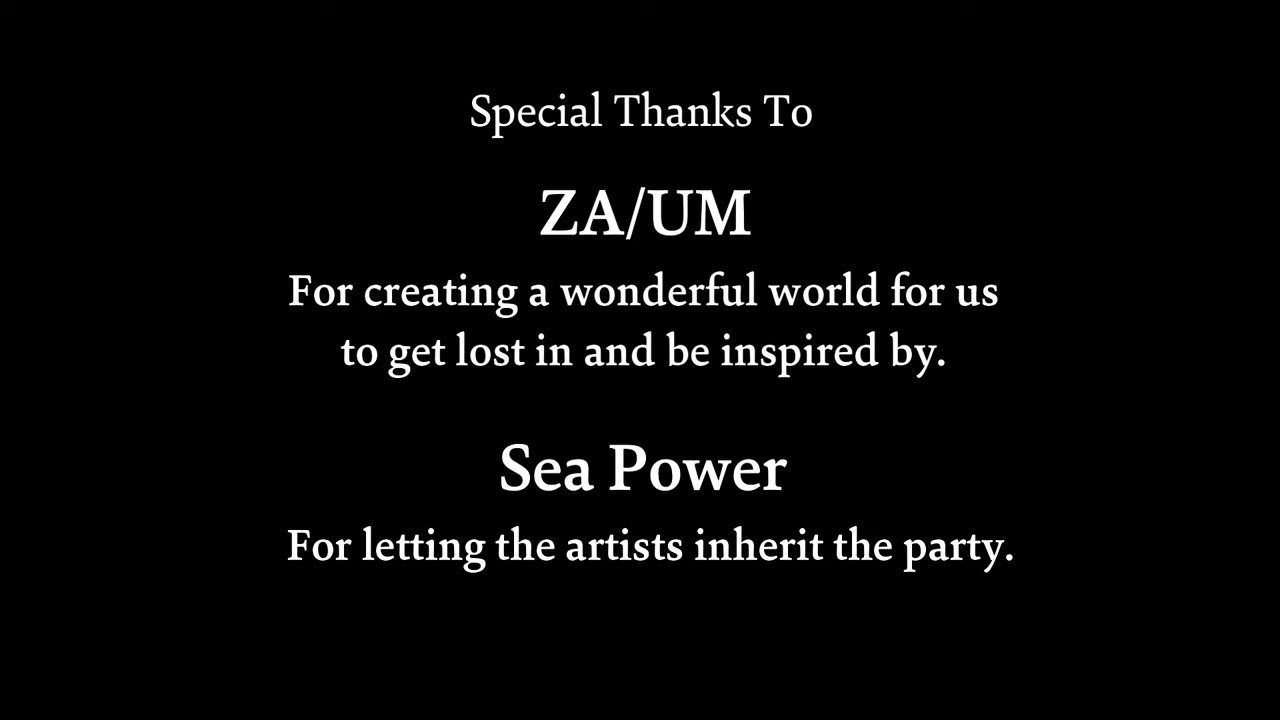 Special Thanks To
ZA/UM
For creating a wonderful world for us
to get lost in and be inspired by.
Sea Power
For letting the artists inherit the party.